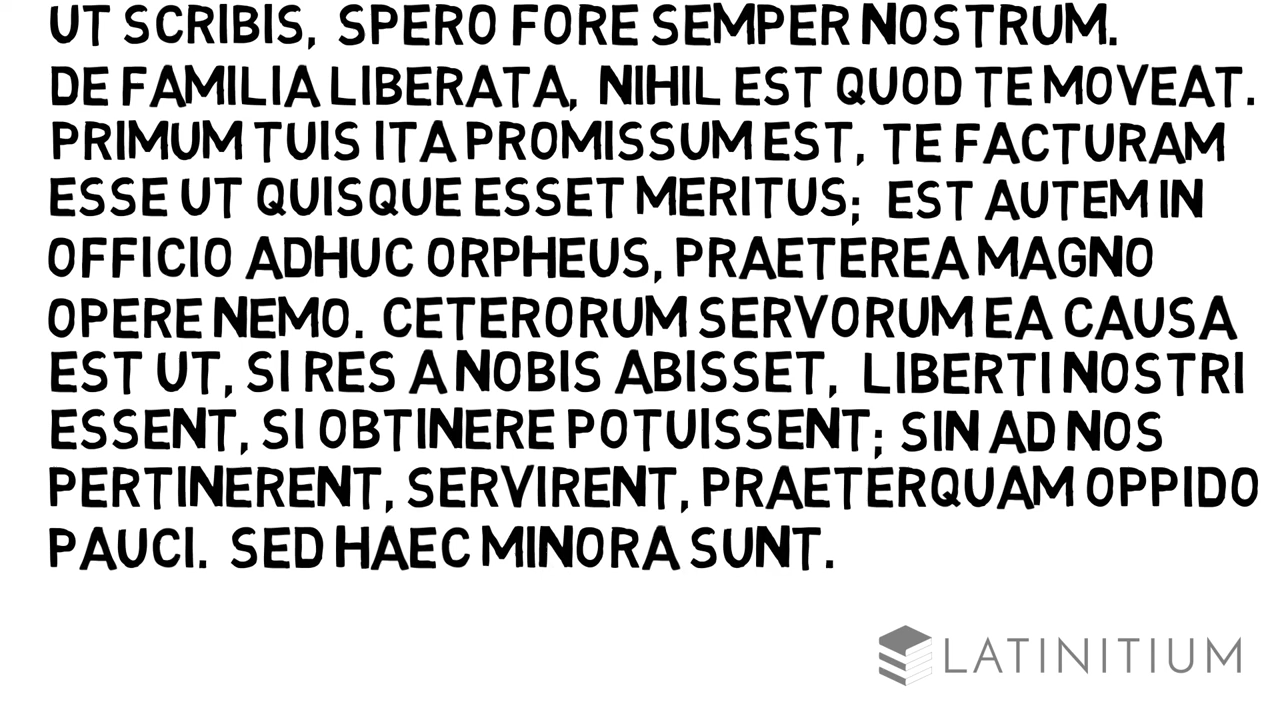 UT SCRIBIS, SPERO FORE SEMPER NOSTRUM.
DE FAMILIA LIBERATA, NIHIL EST QUOD TE MOVEAT.
PRIMUM TUIS ITA PROMISSUM EST, TE FACTURAM
ESSE UT QUISQUE ESSET MERITUS; EST AUTEM IN
OFFICIO ADHUC ORPHEUS, PRAETEREA MAGNO
OPERE NEMO. CETERORUM SERVORUM EA CAUSA
EST UT, SI RES A NOBIS ABISSET, LIBERTI NOSTRI
ESSENT, SI OBTINERE POTUISSENT; SIN AD NOS
PERTINERENT, SERVIRENT, PRAETERQUAM OPPIDO
PAUCI. SED HAEC MINORA SUNT.
LATINITIUM